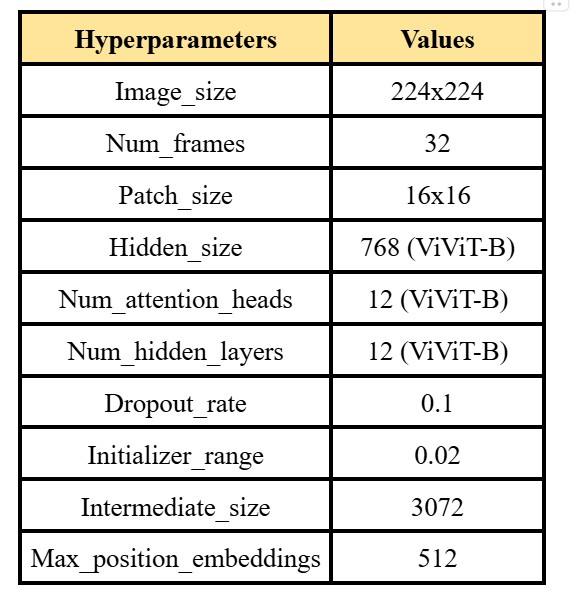 Hyperparameters Values
Image_size 224x224
Num_frames 32
Patch_size 16x16
Hidden_size 768 (ViViT-B)
Num_attention_heads 12 (ViViT-B)
Num_hidden_layers 12 (ViViT-B)
Dropout_rate 0.1
Initializer_range 0.02
Intermediate_size 3072
Max_position_embeddings 512